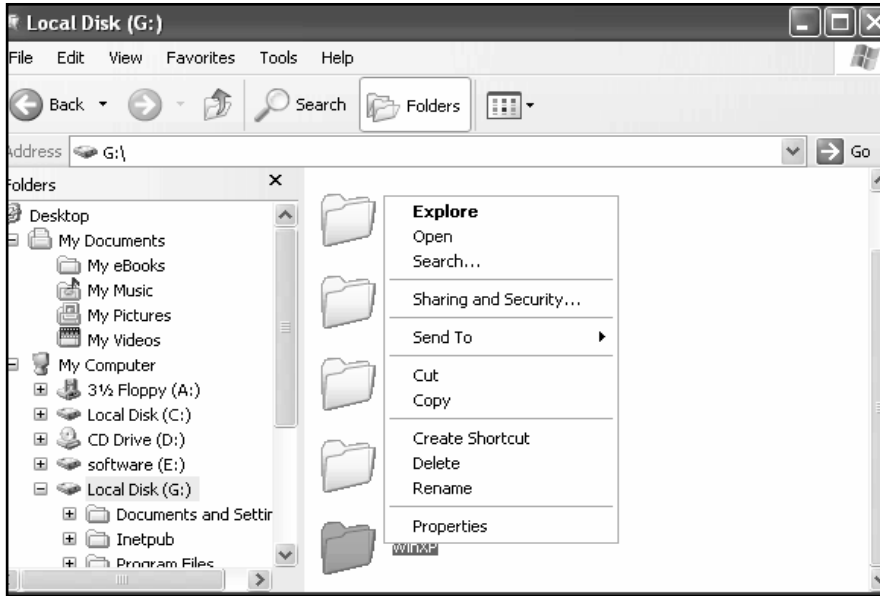 Local Disk (G:)
File Edit View Favorites Tools Help
Back Search Folders
Address G:\ Go
Folders
Desktop
My Documents
My eBooks
My Music
My Pictures
My Videos
My Computer
3½ Floppy (A:)
Local Disk (C:)
CD Drive (D:)
software (E:)
Local Disk (G:)
Documents and Settir
Inetpub
Program Files
Explore
Open
Search...
Sharing and Security...
Send To
Cut
Copy
Create Shortcut
Delete
Rename
Properties
WINXP